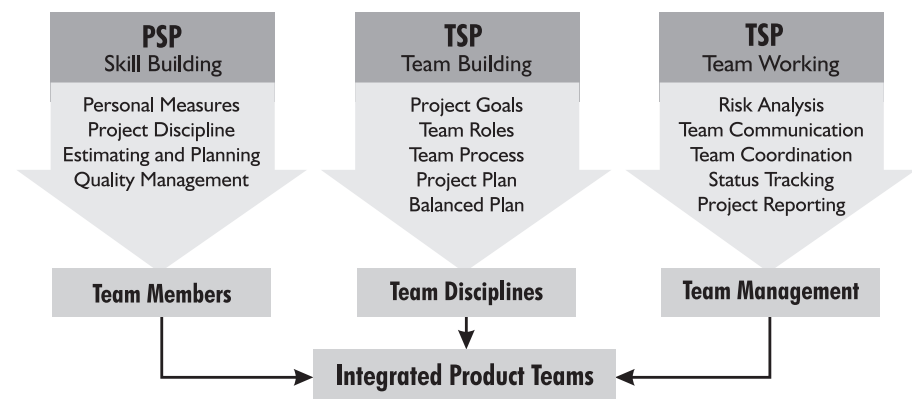 PSP
Skill Building
Personal Measures
Project Discipline
Estimating and Planning
Quality Management
Team Members
TSP
Team Building
Project Goals
Team Roles
Team Process
Project Plan
Balanced Plan
Team Disciplines
TSP
Team Working
Risk Analysis
Team Communication
Team Coordination
Status Tracking
Project Reporting
Team Management
Integrated Product Teams